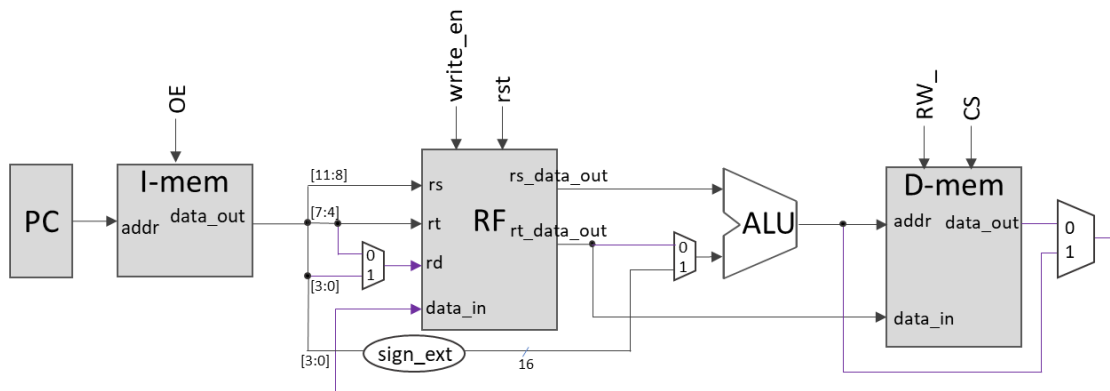 write_en
rst
OE
RW_
CS
PC
I-mem
addr
data_out
[11:8]
[7:4]
[3:0]
[3:0]
0
1
rs
rt
rd
data_in
RF
rs_data_out
rt_data_out
sign_ext
16
0
1
ALU
D-mem
addr
data_out
data_in
0
1